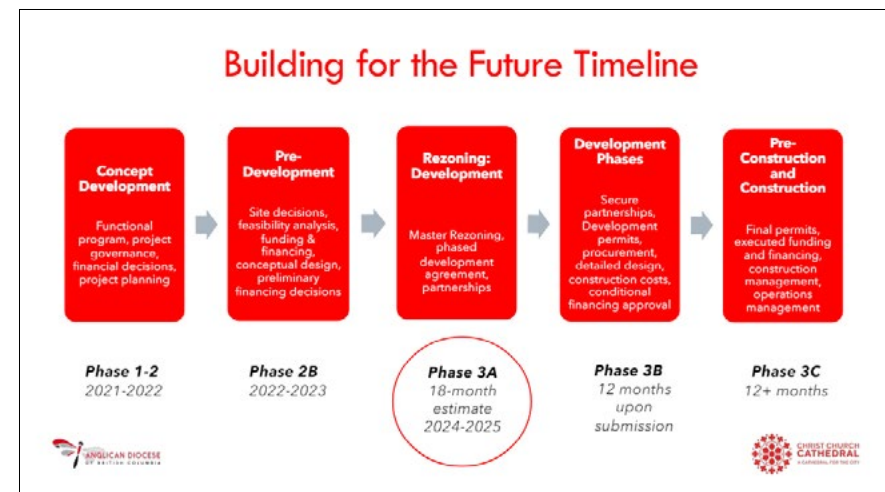 Building for the Future Timeline
Concept
Development
Functional
program, project
governance,
financial decisions,
project planning
Pre-
Development
Site decisions,
feasibility analysis,
funding &
financing,
conceptual design,
preliminary
financing decisions
Rezoning:
Development
Master Rezoning,
phased
development
agreement,
partnerships
Development
Phases
Secure
partnerships,
Development
permits,
procurement,
detailed design,
construction costs,
conditional
financing approval
Pre-
Construction
and
Construction
Final permits,
executed funding
and financing,
construction
management,
operations
management
Phase 1-2
2021-2022
Phase 2B
2022-2023
Phase 3A
18-month
estimate
2024-2025
Phase 3B
12 months
upon
submission
Phase 3C
12+ months
ANGLICAN DIOCESE
OF BRITISH COLUMBIA
CHRIST CHURCH
CATHEDRAL
A CATHEDRAL FOR THE CITY